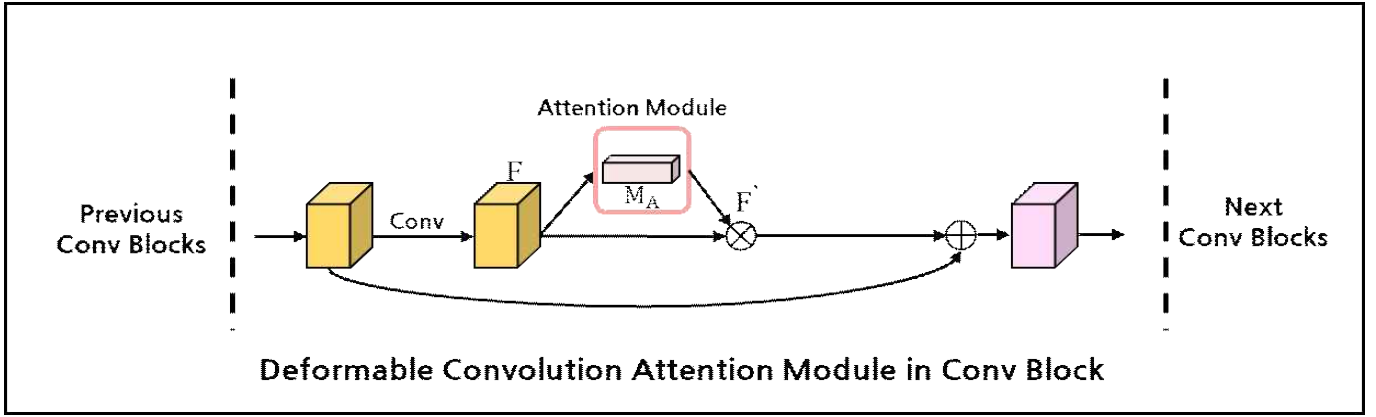 Attention Module
F
M_A
F`
Previous
Conv Blocks
Conv
Next
Conv Blocks
Deformable Convolution Attention Module in Conv Block